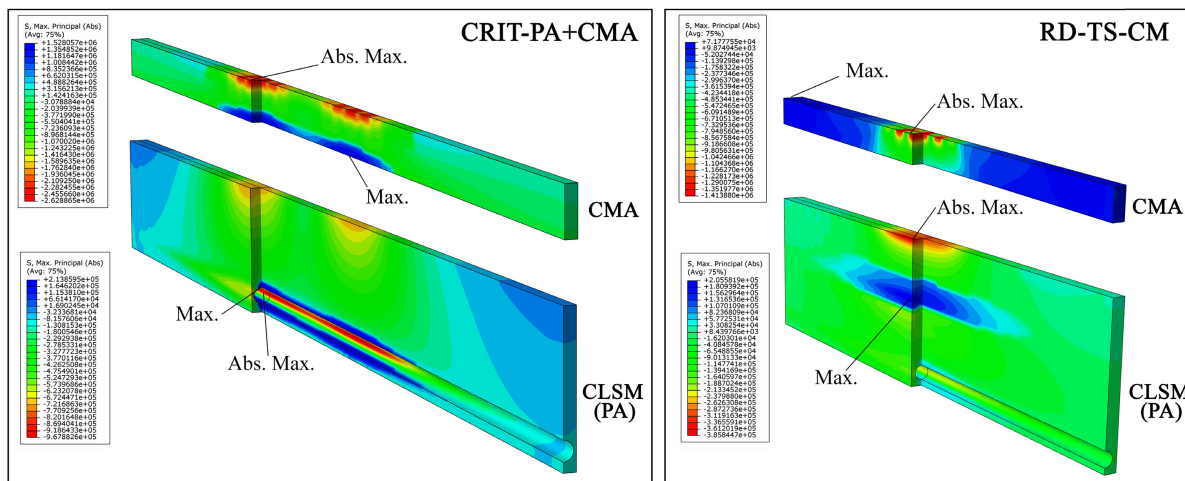 S, Max. Principal (Abs)
(Avg: 75%)
+1.528057e+06
+1.354852e+06
+1.181647e+06
+1.008442e+06
+8.352366e+05
+6.620315e+05
+4.888264e+05
+3.156213e+05
+1.424163e+05
-3.078884e+04
-2.039939e+05
-3.771990e+05
-5.504041e+05
-7.236093e+05
-8.968144e+05
-1.070020e+06
-1.243225e+06
-1.416430e+06
-1.589635e+06
-1.762840e+06
-1.936045e+06
-2.109250e+06
-2.282455e+06
-2.455660e+06
-2.628865e+06
CRIT-PA+CMA
Abs. Max.
Max.
CMA
S, Max. Principal (Abs)
(Avg: 75%)
+2.138595e+05
+1.646202e+05
+1.153810e+05
+6.614170e+04
+1.690245e+04
-3.233681e+04
-8.157606e+04
-1.308153e+05
-1.800546e+05
-2.292938e+05
-2.785331e+05
-3.277723e+05
-3.770116e+05
-4.262508e+05
-4.754901e+05
-5.247293e+05
-5.739686e+05
-6.232078e+05
-6.724471e+05
-7.216863e+05
-7.709256e+05
-8.201648e+05
-8.694041e+05
-9.186433e+05
-9.678826e+05
Max.
Abs. Max.
CLSM
(PA)
S, Max. Principal (Abs)
(Avg: 75%)
+7.177755e+04
+9.874945e+03
-5.202744e+04
-1.139298e+05
-1.758322e+05
-2.377346e+05
-2.996370e+05
-3.615394e+05
-4.234418e+05
-4.853441e+05
-5.472465e+05
-6.091489e+05
-6.710513e+05
-7.329536e+05
-7.948560e+05
-8.567584e+05
-9.186608e+05
-9.805631e+05
-1.042466e+06
-1.104368e+06
-1.166270e+06
-1.228173e+06
-1.290075e+06
-1.351977e+06
-1.413880e+06
RD-TS-CM
Max.
Abs. Max.
CMA
S, Max. Principal (Abs)
(Avg: 75%)
+2.055819e+05
+1.809392e+05
+1.562964e+05
+1.316536e+05
+1.070109e+05
+8.236809e+04
+5.772531e+04
+3.308254e+04
+8.439766e+03
-1.620301e+04
-4.084578e+04
-6.548855e+04
-9.013133e+04
-1.147741e+05
-1.394169e+05
-1.640597e+05
-1.887024e+05
-2.133452e+05
-2.379880e+05
-2.626308e+05
-2.872736e+05
-3.119163e+05
-3.365591e+05
-3.612019e+05
-3.858447e+05
Abs. Max.
Max.
CLSM
(PA)